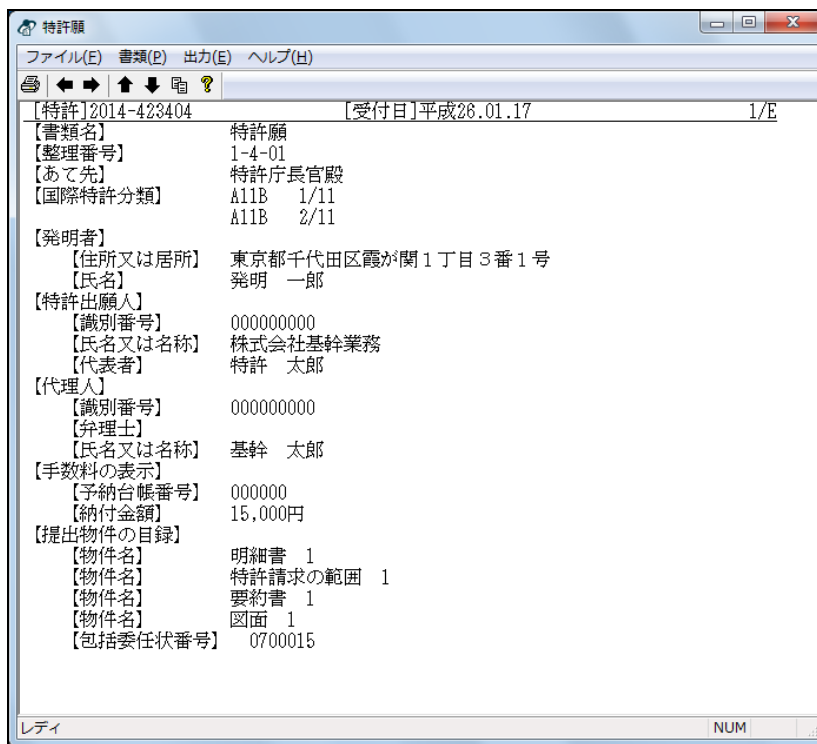 特許願
ファイル(F) 書類(P) 出力(E) ヘルプ(H)
[特許]2014-423404 [受付日]平成26.01.17 1/E
【書類名】 特許願
【整理番号】 1-4-01
【あて先】 特許庁長官殿
【国際特許分類】 A11B 1/11
A11B 2/11
【発明者】
【住所又は居所】 東京都千代田区霞が関1丁目3番1号
【氏名】 発明 一郎
【特許出願人】
【識別番号】 000000000
【氏名又は名称】 株式会社基幹業務
【代表者】 特許 太郎
【代理人】
【識別番号】 000000000
【弁理士】
【氏名又は名称】 基幹 太郎
【手数料の表示】
【予納台帳番号】 000000
【納付金額】 15,000円
【提出物件の目録】
【物件名】 明細書 1
【物件名】 特許請求の範囲 1
【物件名】 要約書 1
【物件名】 図面 1
【包括委任状番号】 0700015
レディ NUM